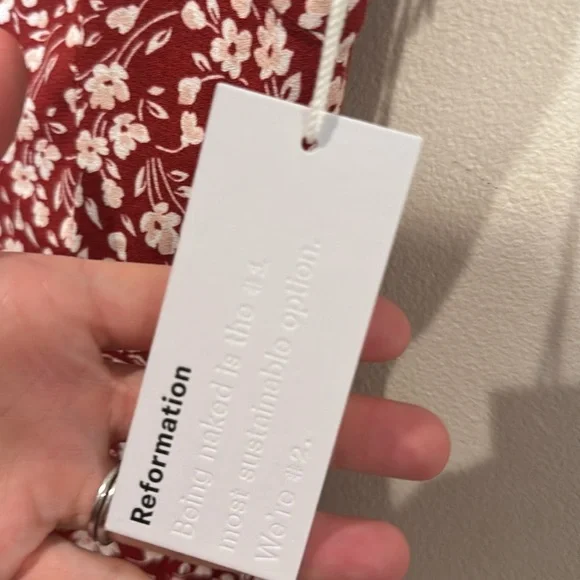 Reformation
Being naked is the #1
most sustainable option.
We're #2.